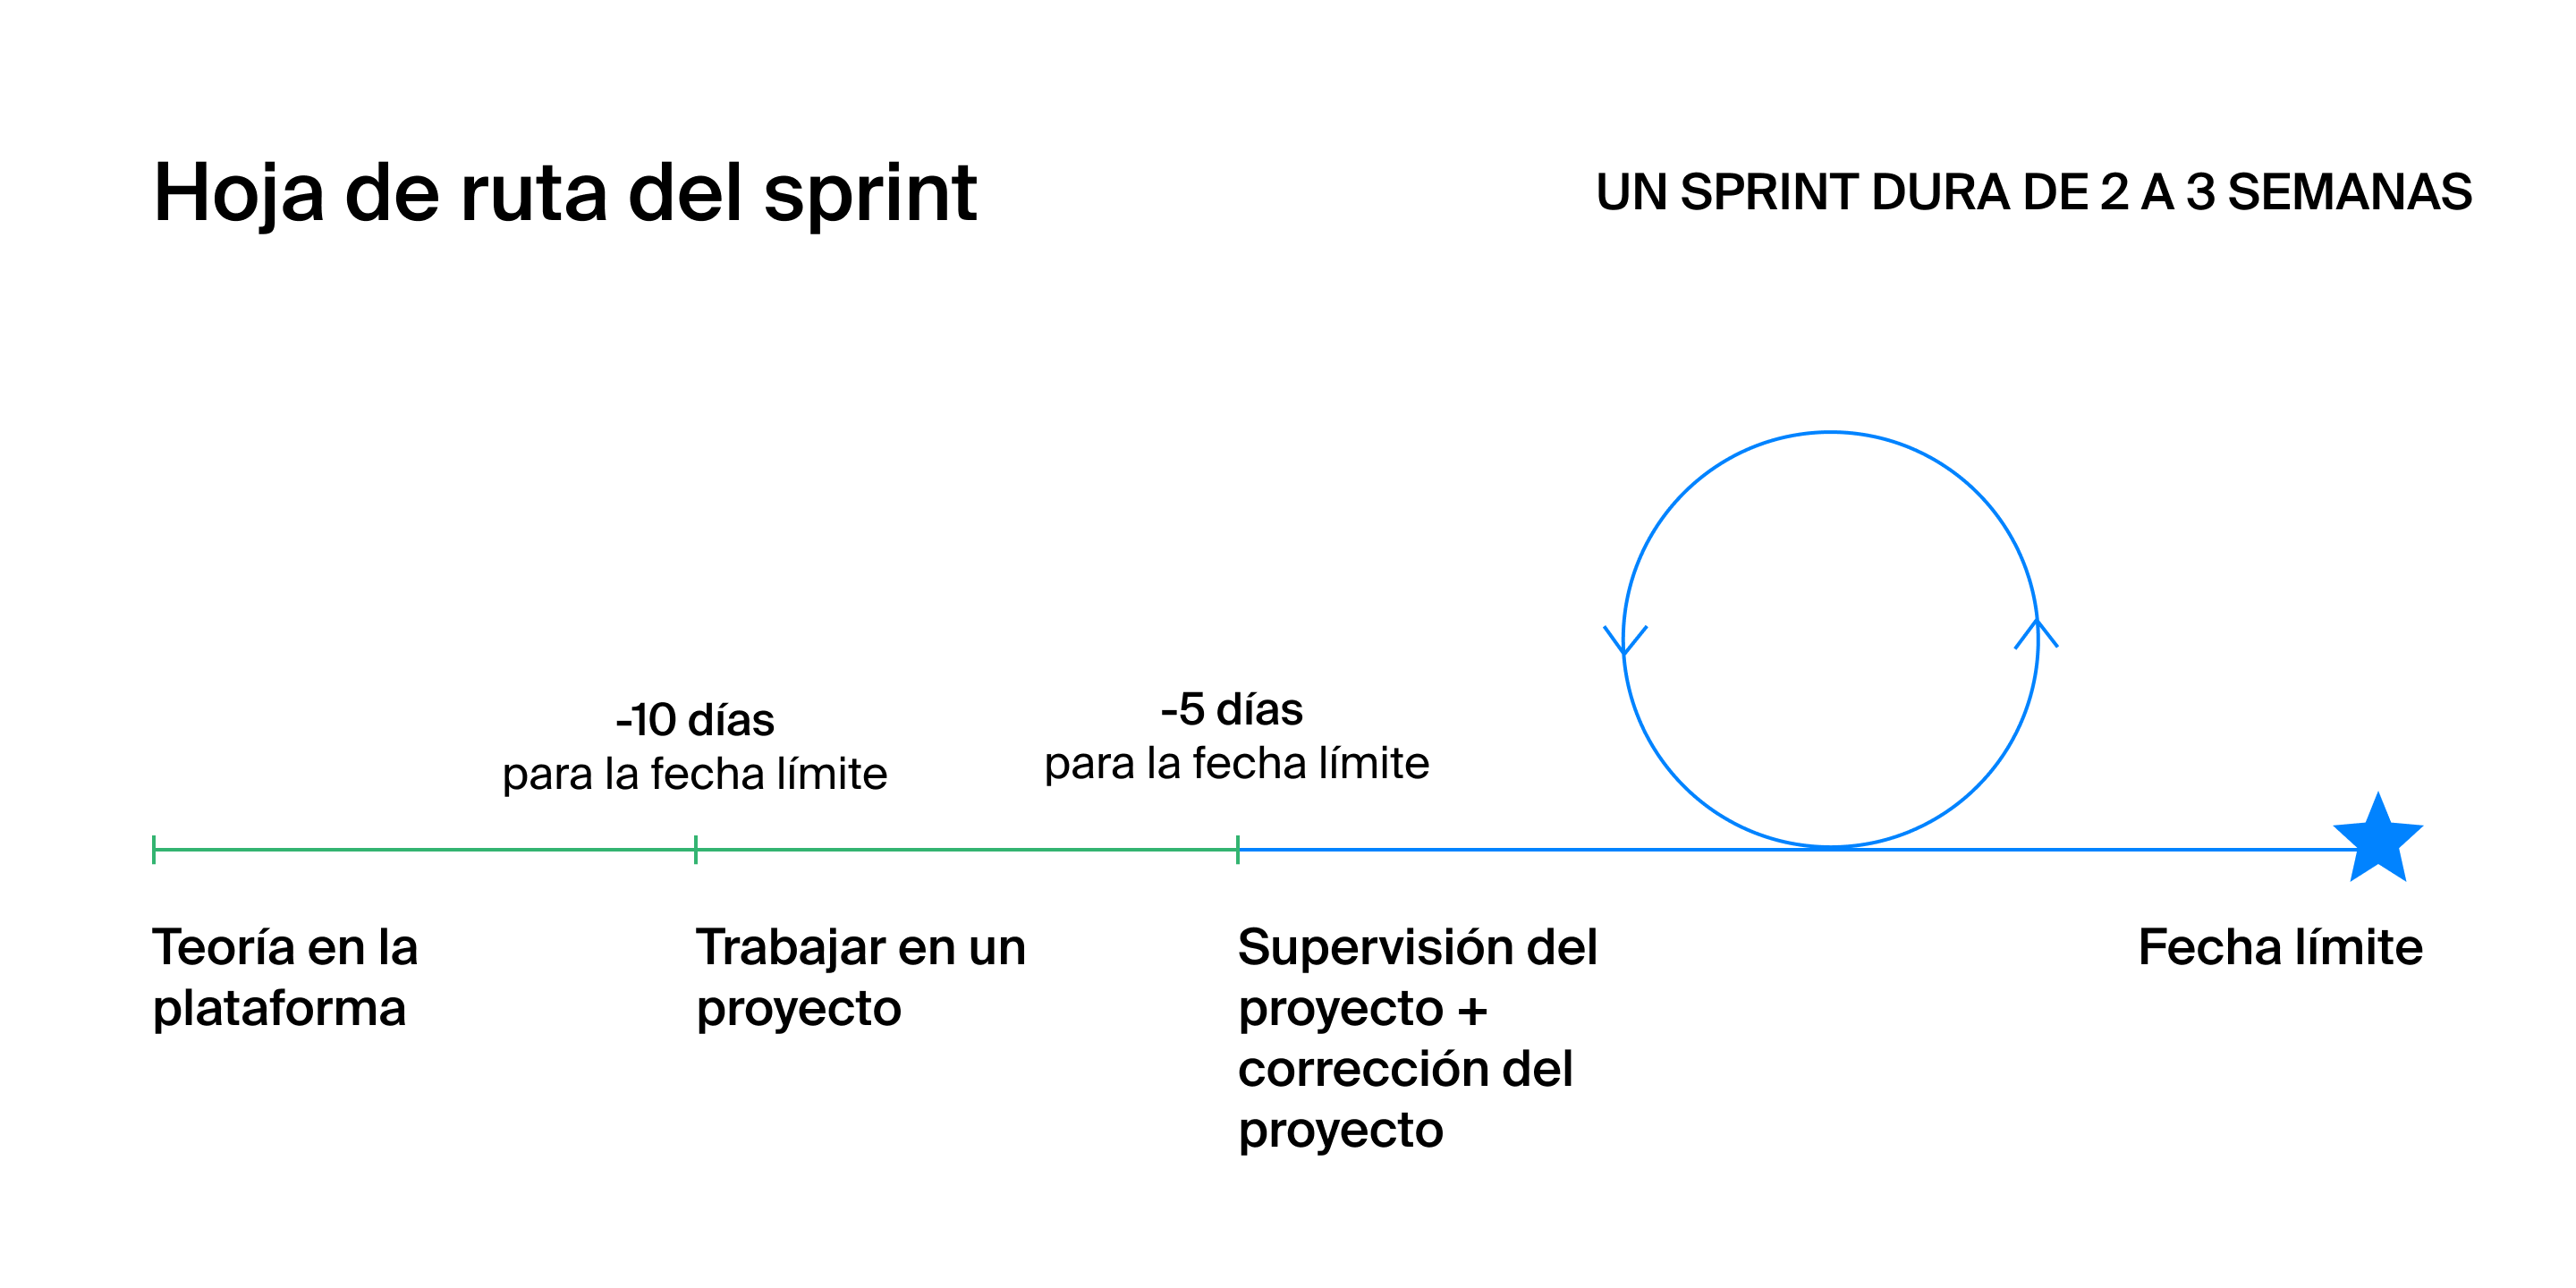 Hoja de ruta del sprint
UN SPRINT DURA DE 2 A 3 SEMANAS
-10 días
para la fecha límite
-5 días
para la fecha límite
Teoría en la
plataforma
Trabajar en un
proyecto
Supervisión del
proyecto +
corrección del
proyecto
Fecha límite